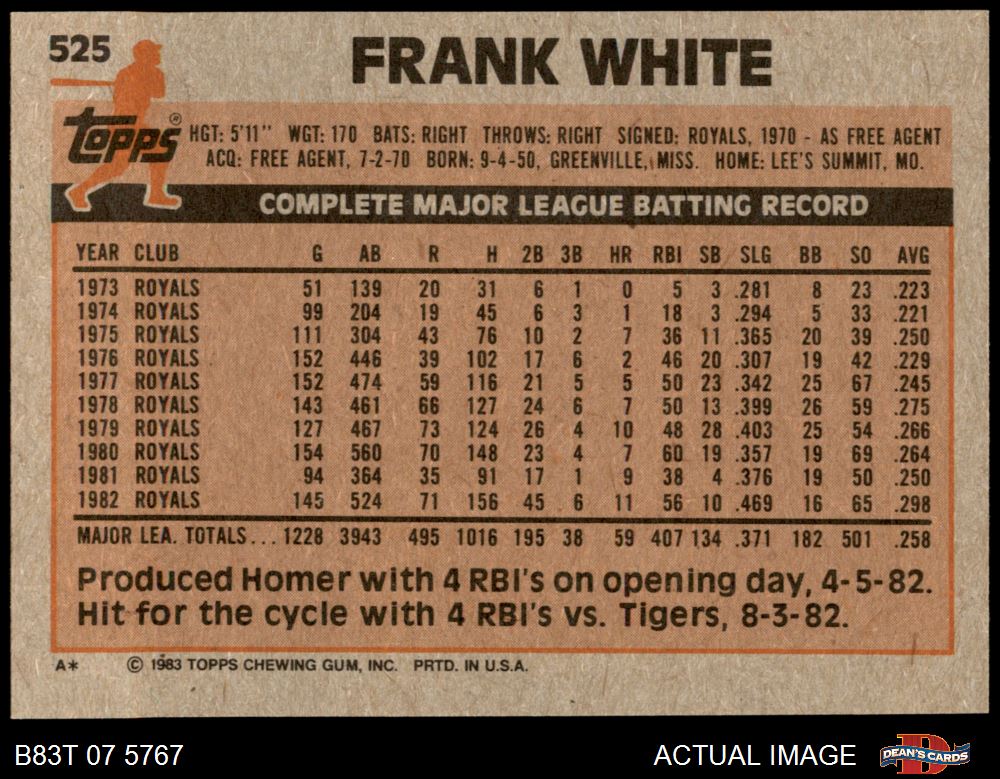 525
FRANK WHITE
Topps®
HGT: 5'11" WGT: 170 BATS: RIGHT THROWS: RIGHT SIGNED: ROYALS, 1970 - AS FREE AGENT
ACQ: FREE AGENT, 7-2-70 BORN: 9-4-50, GREENVILLE, MISS. HOME: LEE'S SUMMIT, MO.
COMPLETE MAJOR LEAGUE BATTING RECORD
YEAR CLUB G AB R H 2B 3B HR RBI SB SLG BB SO AVG
1973 ROYALS 51 139 20 31 6 1 0 5 3 .281 8 23 .223
1974 ROYALS 99 204 19 45 6 3 1 18 3 .294 5 33 .221
1975 ROYALS 111 304 43 76 10 2 7 36 11 .365 20 39 .250
1976 ROYALS 152 446 39 102 17 6 2 46 20 .307 19 42 .229
1977 ROYALS 152 474 59 116 21 5 5 50 23 .342 25 67 .245
1978 ROYALS 143 461 66 127 24 6 7 50 13 .399 26 59 .275
1979 ROYALS 127 467 73 124 26 4 10 48 28 .403 25 54 .266
1980 ROYALS 154 560 70 148 23 4 7 60 19 .357 19 69 .264
1981 ROYALS 94 364 35 91 17 1 9 38 4 .376 19 50 .250
1982 ROYALS 145 524 71 156 45 6 11 56 10 .469 16 65 .298
MAJOR LEA. TOTALS... 1228 3943 495 1016 195 38 59 407 134 .371 182 501 .258
Produced Homer with 4 RBI's on opening day, 4-5-82.
Hit for the cycle with 4 RBI's vs. Tigers, 8-3-82.
A* © 1983 TOPPS CHEWING GUM, INC. PRTD. IN U.S.A.
B83T 07 5767 ACTUAL IMAGE DEAN'S CARDS